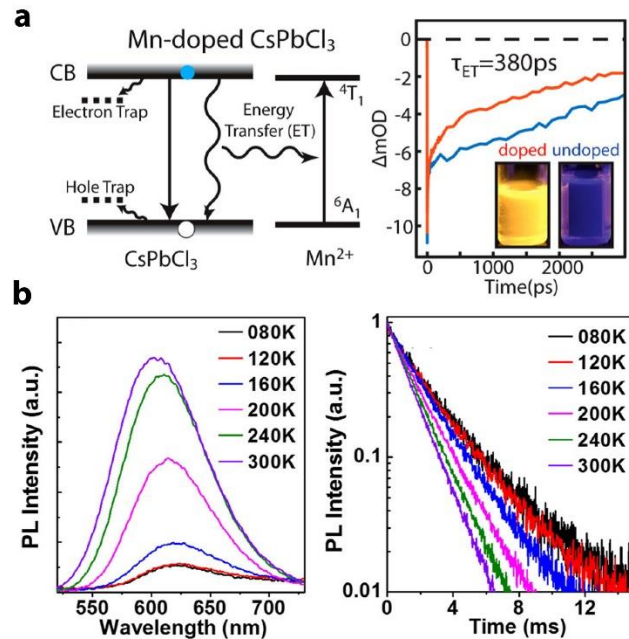 a
Mn-doped CsPbCl3
CB
Electron Trap
Hole Trap
VB
CsPbCl3
Energy
Transfer (ET)
4T1
6A1
Mn2+
τET=380ps
ΔmOD
0
-2
-4
-6
-8
-10
doped undoped
0 1000 2000
Time(ps)
b
PL Intensity (a.u.)
080K
120K
160K
200K
240K
300K
550 600 650 700
Wavelength (nm)
PL Intensity (a.u.)
1
0.1
0.01
080K
120K
160K
200K
240K
300K
0 4 8 12
Time (ms)